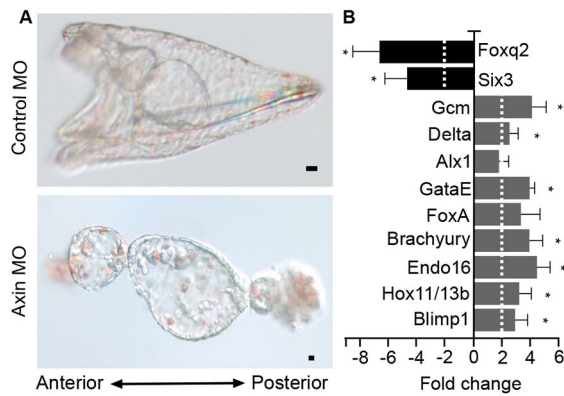 A
Control MO
Axin MO
Anterior Posterior
B
* Foxq2
* Six3
Gcm *
Delta *
Alx1
GataE *
FoxA
Brachyury *
Endo16 *
Hox11/13b *
Blimp1 *
-8 -6 -4 -2 0 2 4 6
Fold change